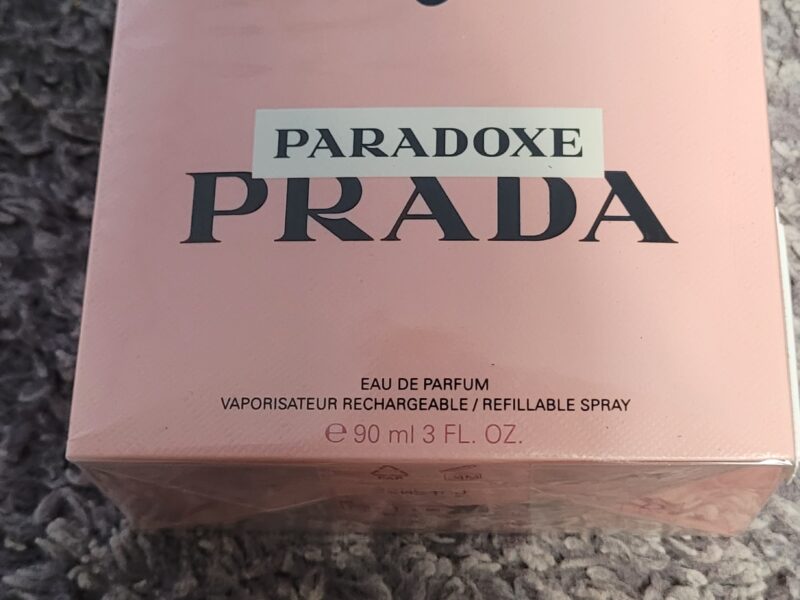 PARADOXE
PRADA
EAU DE PARFUM
VAPORISATEUR RECHARGEABLE / REFILLABLE SPRAY
℮ 90 ml 3 FL. OZ.